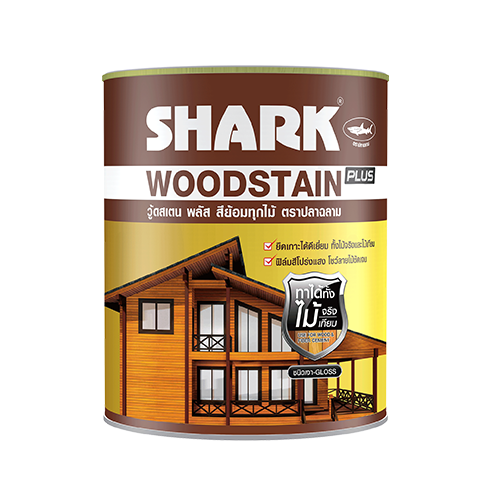 SHARK®
WOODSTAIN PLUS
วู้ดสเตน พลัส สีย้อมทุกไม้ ตราปลาฉลาม
ยึดเกาะได้ดีเยี่ยม ทั้งไม้จริงและไม้เทียม
ฟิล์มสีโปร่งแสง โชว์ลายไม้ชัดเจน
ทาได้ทั้ง
ไม้จริง
เทียม
USE FOR WOOD &
ชนิดเงา-GLOSS